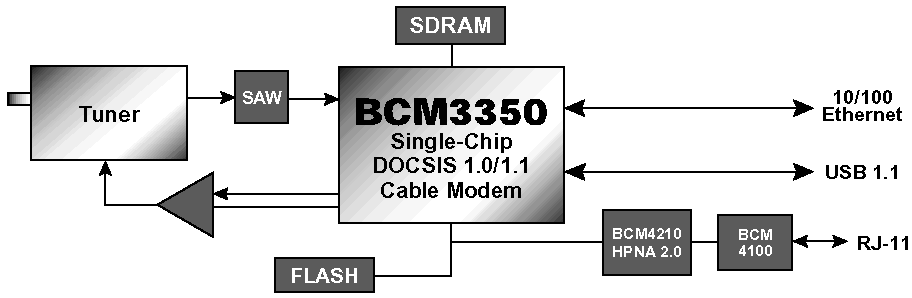 SDRAM
Tuner
SAW
BCM3350
Single-Chip
DOCSIS 1.0/1.1
Cable Modem
10/100
Ethernet
USB 1.1
BCM4210
HPNA 2.0
BCM
4100
RJ-11
FLASH